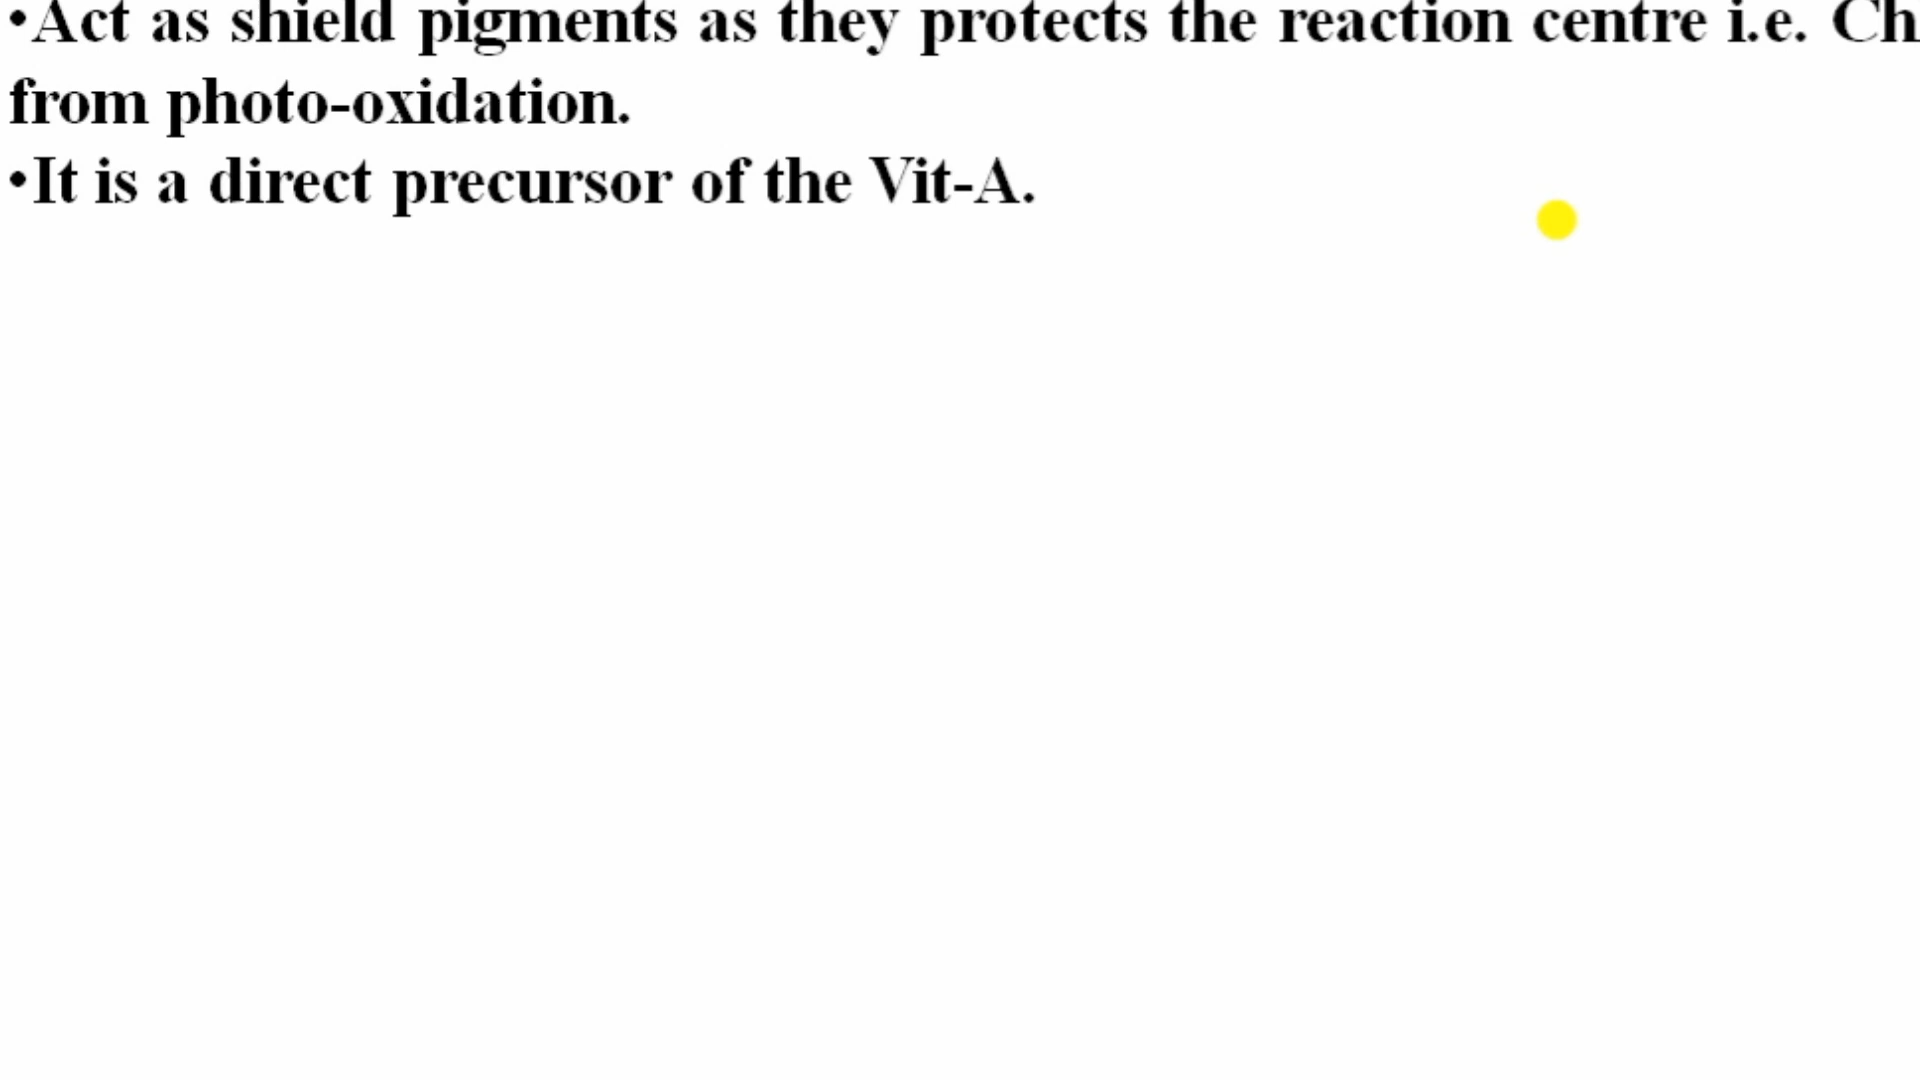 •Act as shield pigments as they protects the reaction centre i.e. Ch
from photo-oxidation.
•It is a direct precursor of the Vit-A.